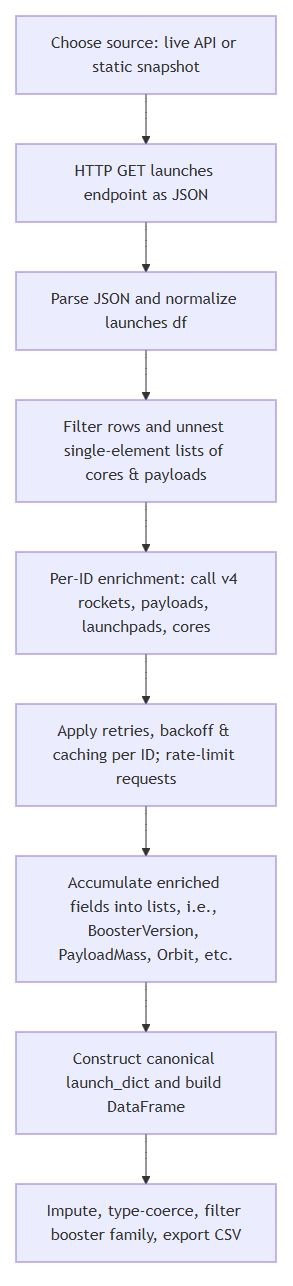 Choose source: live API or
static snapshot
HTTP GET launches
endpoint as JSON
Parse JSON and normalize
launches df
Filter rows and unnest
single-element lists of
cores & payloads
Per-ID enrichment: call v4
rockets, payloads,
launchpads, cores
Apply retries, backoff &
caching per ID; rate-limit
requests
Accumulate enriched
fields into lists, i.e.,
BoosterVersion,
PayloadMass, Orbit, etc.
Construct canonical
launch_dict and build
DataFrame
Impute, type-coerce, filter
booster family, export CSV